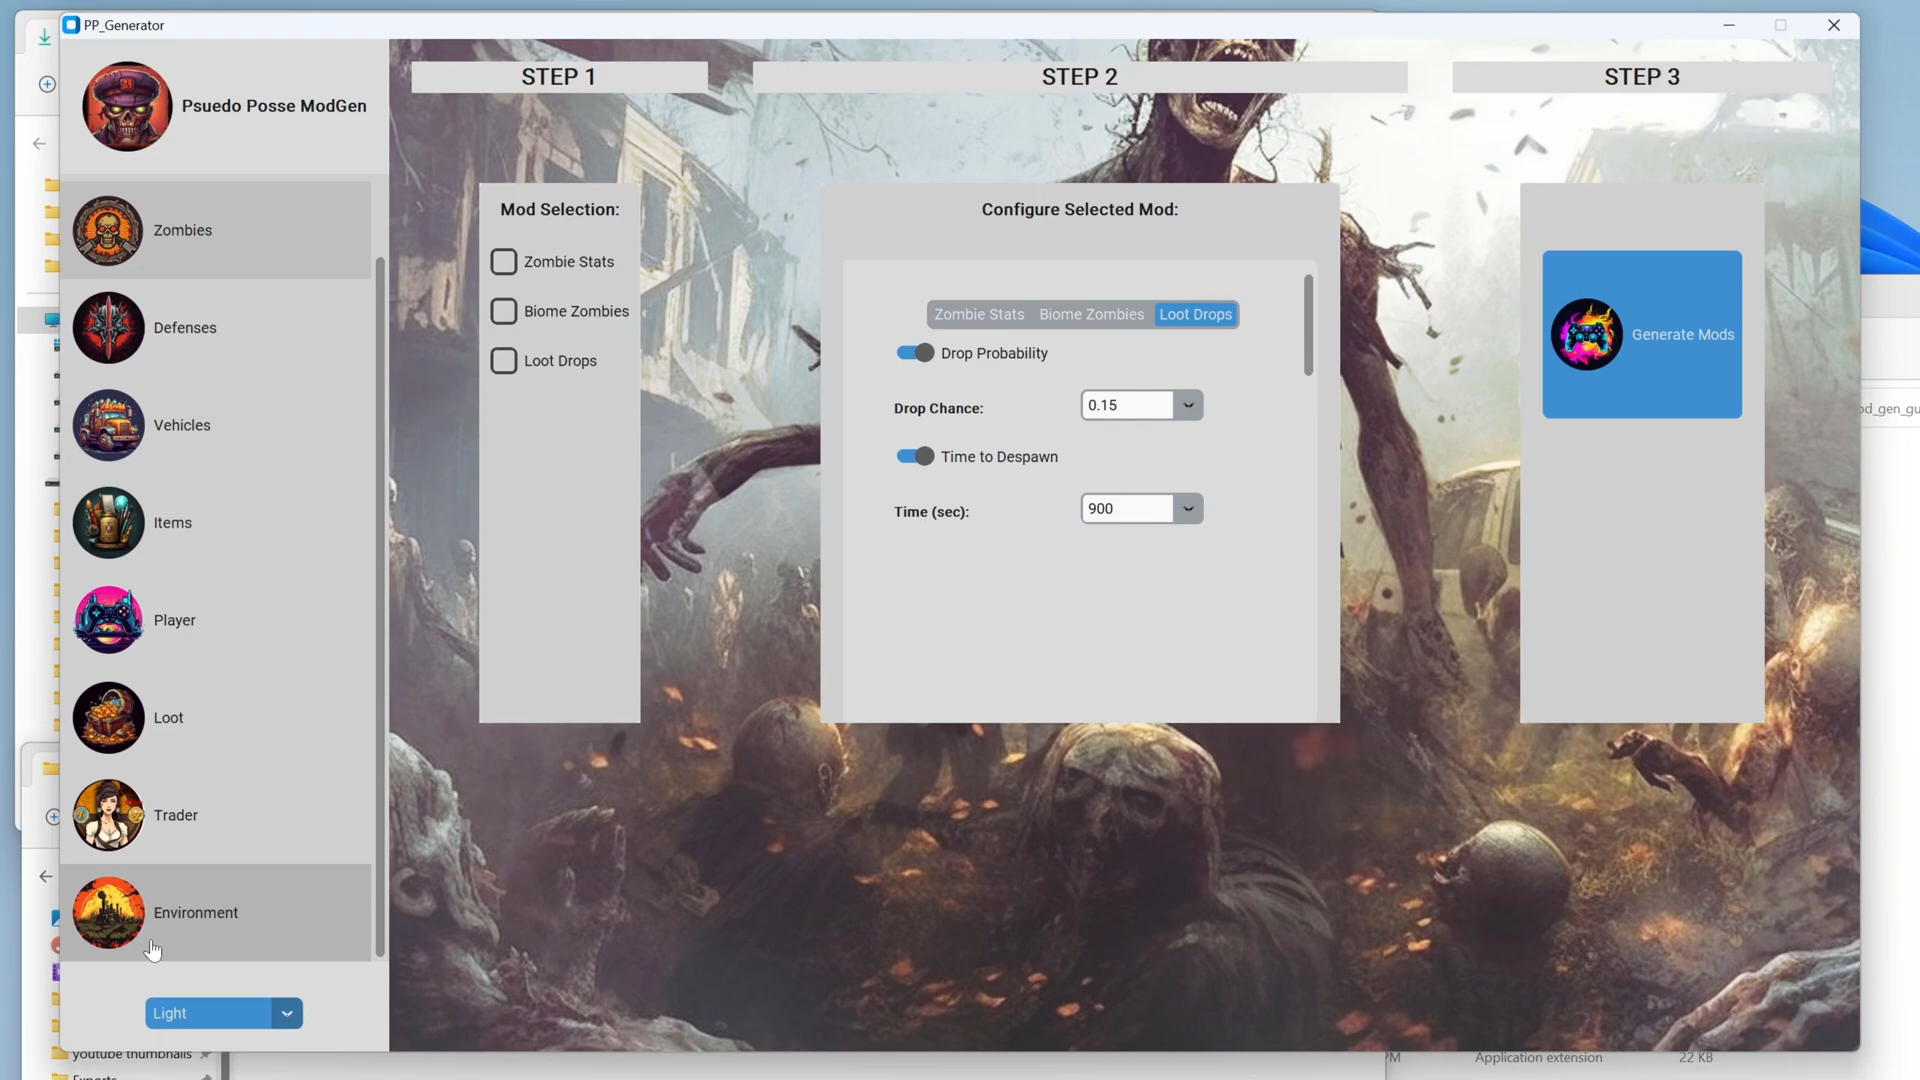 PP_Generator
Psuedo Posse ModGen
Zombies
Defenses
Vehicles
Items
Player
Loot
Trader
Environment
Light
STEP 1
Mod Selection:
Zombie Stats
Biome Zombies
Loot Drops
STEP 2
Configure Selected Mod:
Zombie Stats Biome Zombies Loot Drops
Drop Probability
Drop Chance: 0.15
Time to Despawn
Time (sec): 900
STEP 3
Generate Mods
youtube thumbnails
Exports
PM Application extension 22 KB